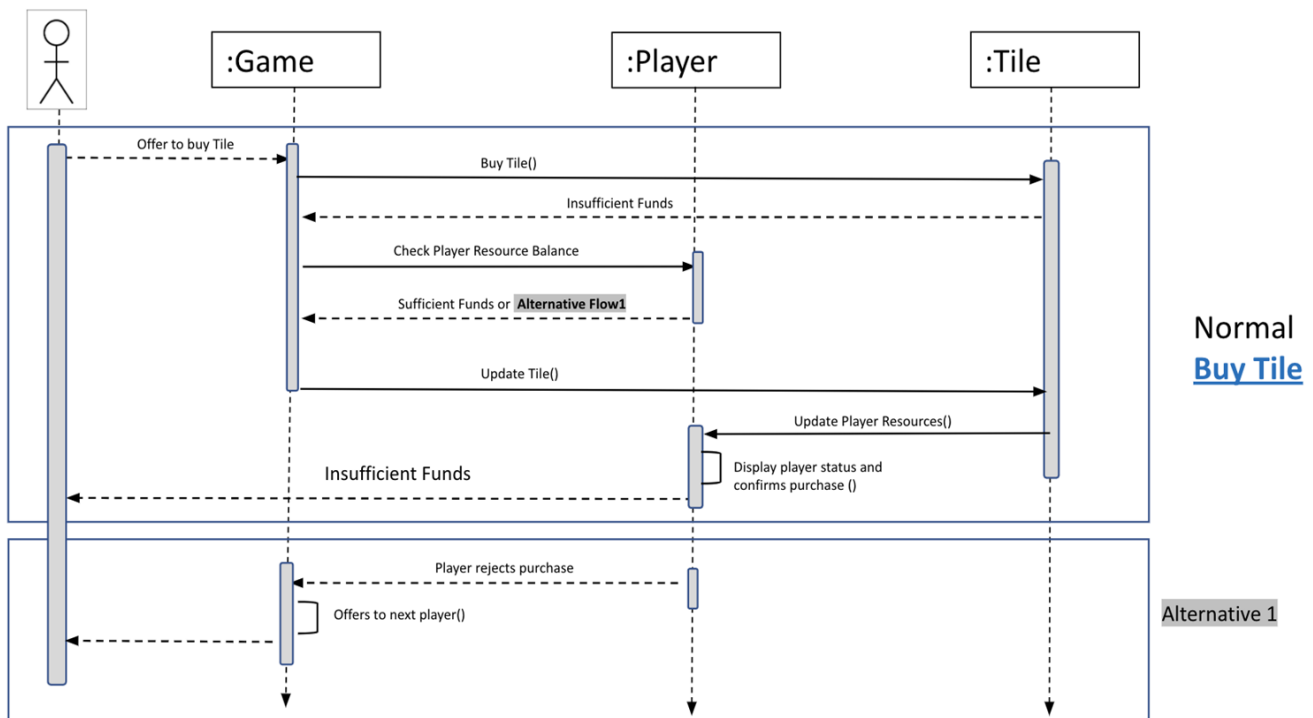 :Game
:Player
:Tile
Offer to buy Tile
Buy Tile()
Insufficient Funds
Check Player Resource Balance
Sufficient Funds or Alternative Flow1
Update Tile()
Update Player Resources()
Display player status and
confirms purchase ()
Insufficient Funds
Normal
Buy Tile
Player rejects purchase
Offers to next player()
Alternative 1